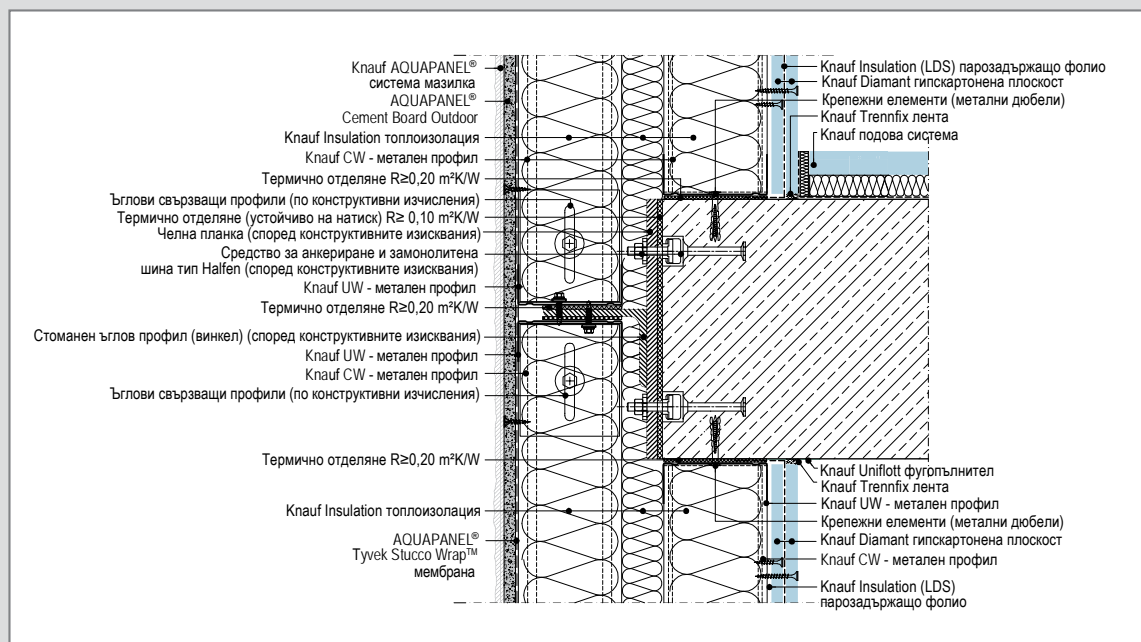 Knauf AQUAPANEL®
система мазилка
AQUAPANEL®
Cement Board Outdoor
Knauf Insulation топлоизолация
Knauf CW - метален профил
Термично отделяне R≥0,20 m²K/W
Ъглови свързващи профили (по конструктивни изчисления)
Термично отделяне (устойчиво на натиск) R≥ 0,10 m²K/W
Челна планка (според конструктивните изисквания)
Средство за анкериране и замонолитена
шина тип Halfen (според конструктивните изисквания)
Knauf UW - метален профил
Термично отделяне R≥0,20 m²K/W
Стоманен ъглов профил (винкел) (според конструктивните изисквания)
Knauf UW - метален профил
Knauf CW - метален профил
Ъглови свързващи профили (по конструктивни изчисления)
Термично отделяне R≥0,20 m²K/W
Knauf Insulation топлоизолация
AQUAPANEL®
Tyvek Stucco Wrap™
мембрана
Knauf Insulation (LDS) парозадържащо фолио
Knauf Diamant гипскартонена плоскост
Крепежни елементи (метални дюбели)
Knauf Trennfix лента
Knauf подова система
Knauf Uniflott фугопълнител
Knauf Trennfix лента
Knauf UW - метален профил
Крепежни елементи (метални дюбели)
Knauf Diamant гипскартонена плоскост
Knauf CW - метален профил
Knauf Insulation (LDS)
парозадържащо фолио